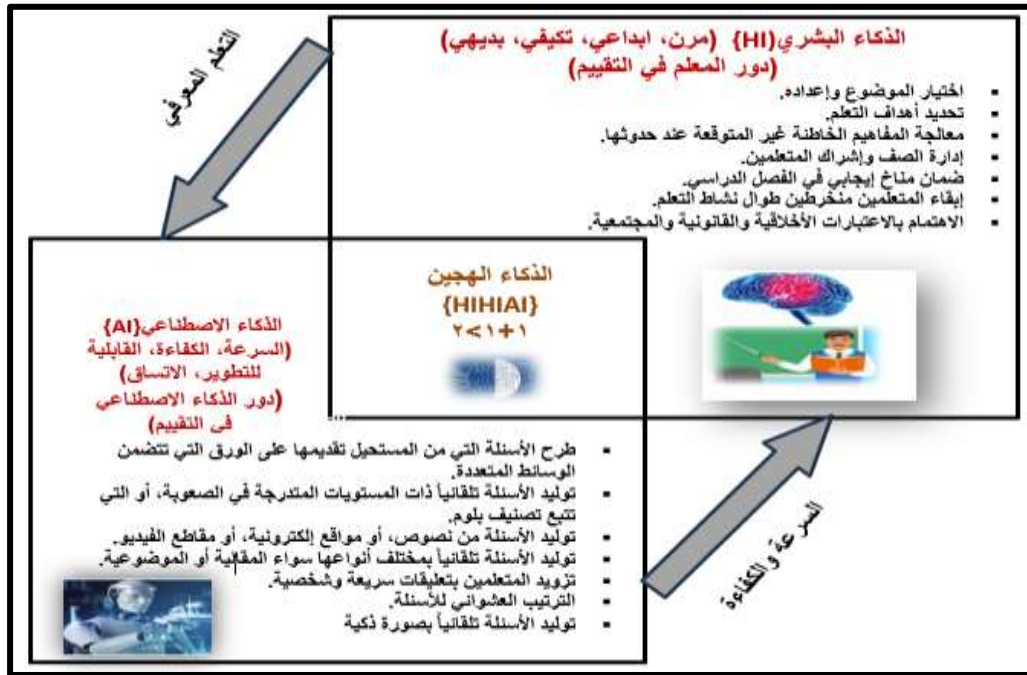 الذكاء البشري{HI} (مرن، ابداعي، تكيفي، بديهي)
(دور المعلم في التقييم)
▪ اختيار الموضوع وإعداده.
▪ تحديد أهداف التعلم.
▪ معالجة المفاهيم الخاطئة غير المتوقعة عند حدوثها.
▪ إدارة الصف وإشراك المتعلمين.
▪ ضمان مناخ إيجابي في الفصل الدراسي.
▪ إبقاء المتعلمين منخرطين طوال نشاط التعلم.
▪ الاهتمام بالاعتبارات الأخلاقية والقانونية والمجتمعية.
التعلم المعرفي
الذكاء الهجين
{HIHIAI}
١+١>٢
الذكاء الاصطناعي{AI}
(السرعة، الكفاءة، القابلية
للتطوير، الاتساق)
(دور الذكاء الاصطناعي
في التقييم)
▪ طرح الأسئلة التي من المستحيل تقديمها على الورق التي تتضمن
الوسائط المتعددة.
▪ توليد الأسئلة تلقائياً ذات المستويات المتدرجة في الصعوبة، أو التي
تتبع تصنيف بلوم.
▪ توليد الأسئلة من نصوص، أو مواقع إلكترونية، أو مقاطع الفيديو.
▪ توليد الأسئلة تلقائياً بمختلف أنواعها سواء المقالية أو الموضوعية.
▪ تزويد المتعلمين بتعليقات سريعة وشخصية.
▪ الترتيب العشوائي للأسئلة.
▪ توليد الأسئلة تلقائياً بصورة ذكية
السرعة والكفاءة